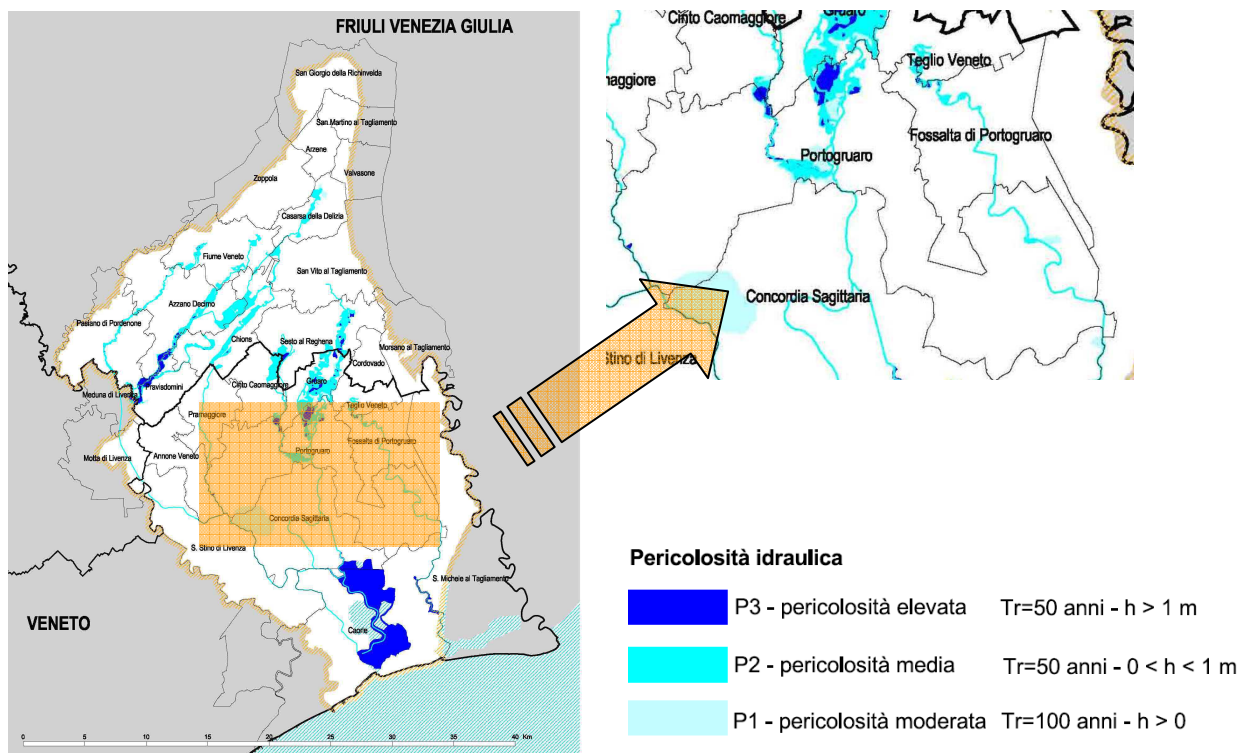 FRIULI VENEZIA GIULIA
San Giorgio della Richinvelda
San Martino al Tagliamento
Arzene
Zoppola
Valvasone
Casarsa della Delizia
Fiume Veneto
San Vito al Tagliamento
Azzano Decimo
Pasiano di Pordenone
Chions
Sesto al Reghena
Morsano al Tagliamento
Cordovado
Pravisdomini
Cinto Caomaggiore
Gruaro
Meduna di Livenza
Pramaggiore
Teglio Veneto
Fossalta di Portogruaro
Annone Veneto
Portogruaro
Motta di Livenza
Concordia Sagittaria
S. Stino di Livenza
S. Michele al Tagliamento
VENETO
Caorle
0 5 10 15 20 25 30 35 40 Km
Cinto Caomaggiore
Gruaro
Teglio Veneto
maggiore
Fossalta di Portogruaro
Portogruaro
Concordia Sagittaria
Stino di Livenza
Pericolosità idraulica
P3 - pericolosità elevata Tr=50 anni - h > 1 m
P2 - pericolosità media Tr=50 anni - 0 < h < 1 m
P1 - pericolosità moderata Tr=100 anni - h > 0